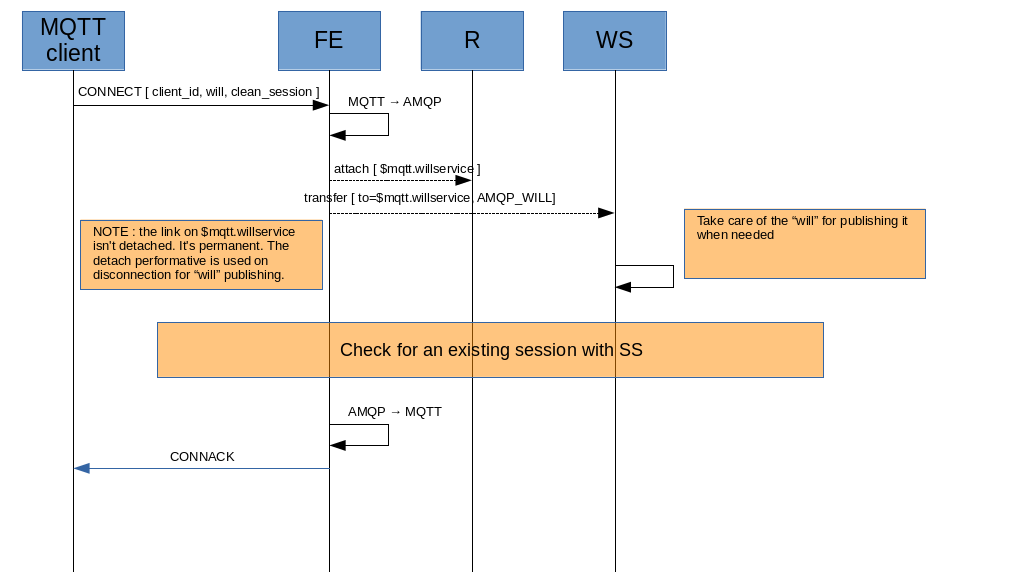 MQTT
client
FE
R
WS
CONNECT [ client_id, will, clean_session ]
MQTT → AMQP
attach [ $mqtt.willservice ]
transfer [ to=$mqtt.willservice, AMQP_WILL]
NOTE : the link on $mqtt.willservice
isn't detached. It's permanent. The
detach performative is used on
disconnection for “will” publishing.
Take care of the “will” for publishing it
when needed
Check for an existing session with SS
AMQP → MQTT
CONNACK